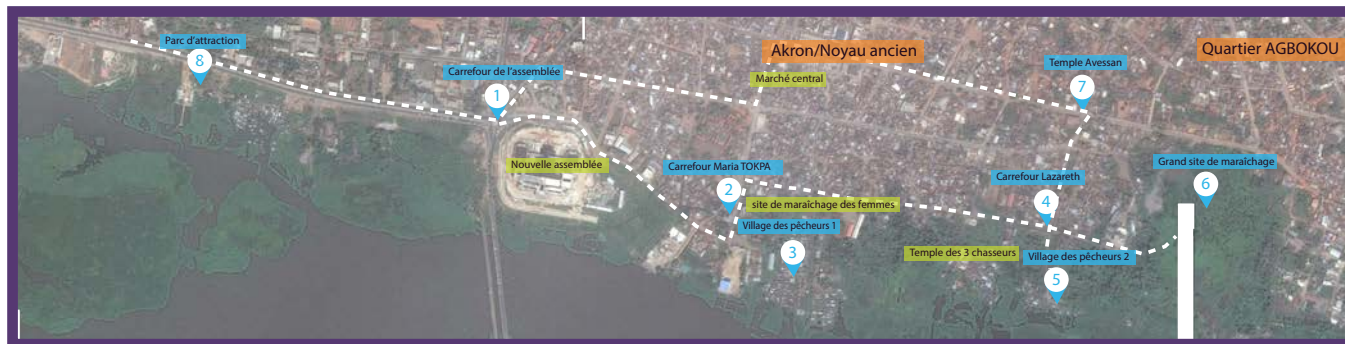 Parc d'attraction
8
Carrefour de l'assemblée
1
Akron/Noyau ancien
Quartier AGBOKOU
Temple Avessan
7
Marché central
Nouvelle assemblée
Carrefour Maria TOKPA
2
site de maraîchage des femmes
Village des pêcheurs 1
3
Carrefour Lazareth
4
Grand site de maraîchage
6
Temple des 3 chasseurs
Village des pêcheurs 2
5